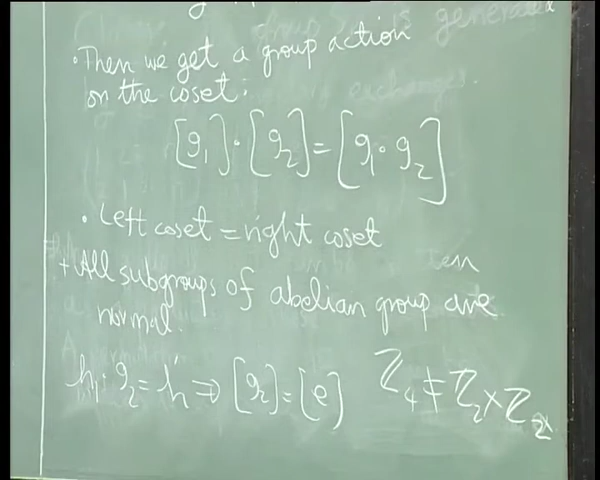 • Then we get a group action
on the coset:
[g₁]·[g₂]=[g₁∘g₂]
• Left coset = right coset
+ All subgroups of abelian group are
normal.
h₁·g₂=h' ⇒ [g₂]=[e] Z₄≠Z₂×Z₂